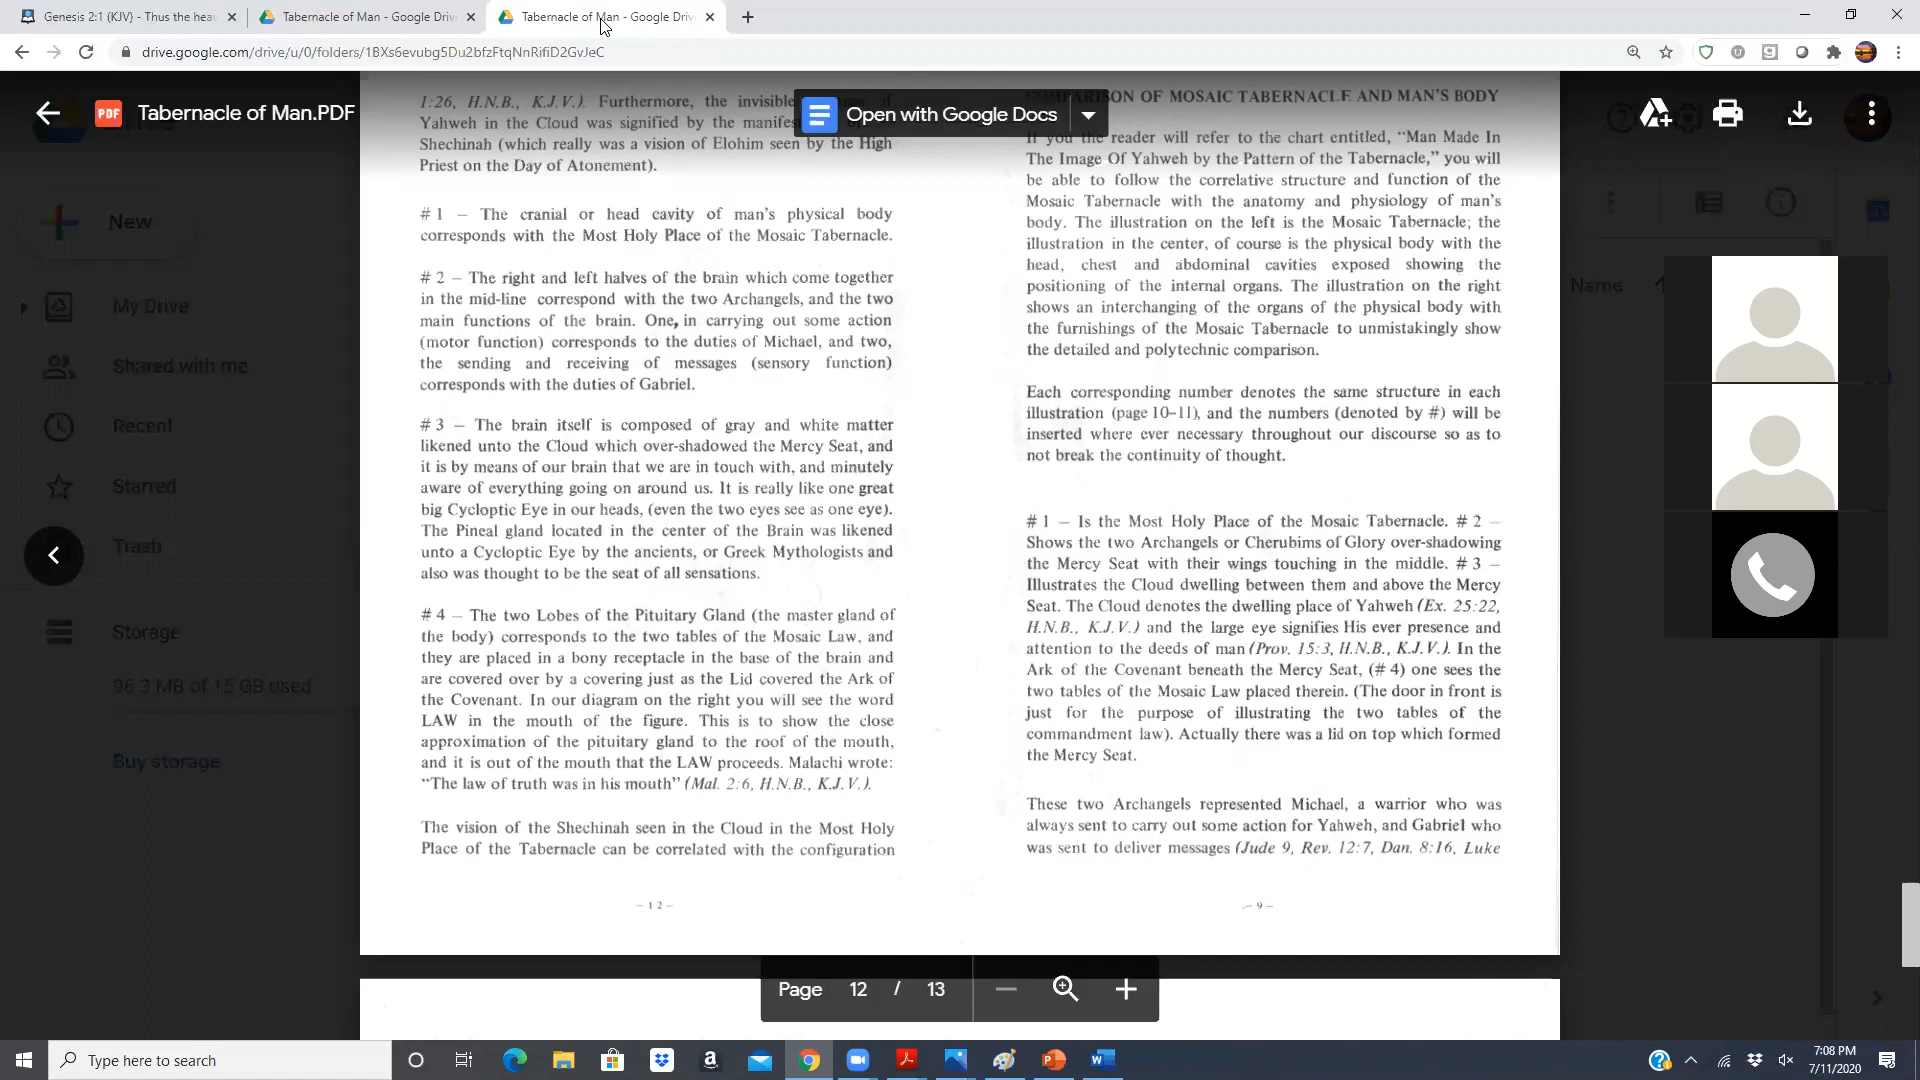 Genesis 2:1 (KJV) - Thus the hea
Tabernacle of Man - Google Drive
Tabernacle of Man - Google Driv
drive.google.com/drive/u/0/folders/1BXs6evubg5Du2bfzFtqNnRifiD2GvJeC
PDF
Tabernacle of Man.PDF
Open with Google Docs
New
My Drive
Shared with me
Recent
Starred
Trash
Storage
96.3 MB of 15 GB used
Buy storage
Name
1:26, H.N.B., K.J.V.). Furthermore, the invisible
Yahweh in the Cloud was signified by the
Shechinah (which really was a vision of Elohim seen by the High
Priest on the Day of Atonement).
# 1 – The cranial or head cavity of man's physical body
corresponds with the Most Holy Place of the Mosaic Tabernacle.
# 2 – The right and left halves of the brain which come together
in the mid-line correspond with the two Archangels, and the two
main functions of the brain. One, in carrying out some action
(motor function) corresponds to the duties of Michael, and two,
the sending and receiving of messages (sensory function)
corresponds with the duties of Gabriel.
# 3 – The brain itself is composed of gray and white matter
likened unto the Cloud which over-shadowed the Mercy Seat, and
it is by means of our brain that we are in touch with, and minutely
aware of everything going on around us. It is really like one great
big Cycloptic Eye in our heads, (even the two eyes see as one eye).
The Pineal gland located in the center of the Brain was likened
unto a Cycloptic Eye by the ancients, or Greek Mythologists and
also was thought to be the seat of all sensations.
# 4 – The two Lobes of the Pituitary Gland (the master gland of
the body) corresponds to the two tables of the Mosaic Law, and
they are placed in a bony receptacle in the base of the brain and
are covered over by a covering just as the Lid covered the Ark of
the Covenant. In our diagram on the right you will see the word
LAW in the mouth of the figure. This is to show the close
approximation of the pituitary gland to the roof of the mouth,
and it is out of the mouth that the LAW proceeds. Malachi wrote:
"The law of truth was in his mouth" (Mal. 2:6, H.N.B., K.J.V.).
The vision of the Shechinah seen in the Cloud in the Most Holy
Place of the Tabernacle can be correlated with the configuration
– 1 2 –
COMPARISON OF MOSAIC TABERNACLE AND MAN'S BODY
If you the reader will refer to the chart entitled, "Man Made In
The Image Of Yahweh by the Pattern of the Tabernacle," you will
be able to follow the correlative structure and function of the
Mosaic Tabernacle with the anatomy and physiology of man's
body. The illustration on the left is the Mosaic Tabernacle; the
illustration in the center, of course is the physical body with the
head, chest and abdominal cavities exposed showing the
positioning of the internal organs. The illustration on the right
shows an interchanging of the organs of the physical body with
the furnishings of the Mosaic Tabernacle to unmistakingly show
the detailed and polytechnic comparison.
Each corresponding number denotes the same structure in each
illustration (page 10–11), and the numbers (denoted by #) will be
inserted where ever necessary throughout our discourse so as to
not break the continuity of thought.
# 1 – Is the Most Holy Place of the Mosaic Tabernacle. # 2 –
Shows the two Archangels or Cherubims of Glory over-shadowing
the Mercy Seat with their wings touching in the middle. # 3 –
Illustrates the Cloud dwelling between them and above the Mercy
Seat. The Cloud denotes the dwelling place of Yahweh (Ex. 25:22,
H.N.B., K.J.V.) and the large eye signifies His ever presence and
attention to the deeds of man (Prov. 15:3, H.N.B., K.J.V.). In the
Ark of the Covenant beneath the Mercy Seat, (# 4) one sees the
two tables of the Mosaic Law placed therein. (The door in front is
just for the purpose of illustrating the two tables of the
commandment law). Actually there was a lid on top which formed
the Mercy Seat.
These two Archangels represented Michael, a warrior who was
always sent to carry out some action for Yahweh, and Gabriel who
was sent to deliver messages (Jude 9, Rev. 12:7, Dan. 8:16, Luke
– 9 –
Page 12 / 13
Type here to search
7:08 PM
7/11/2020